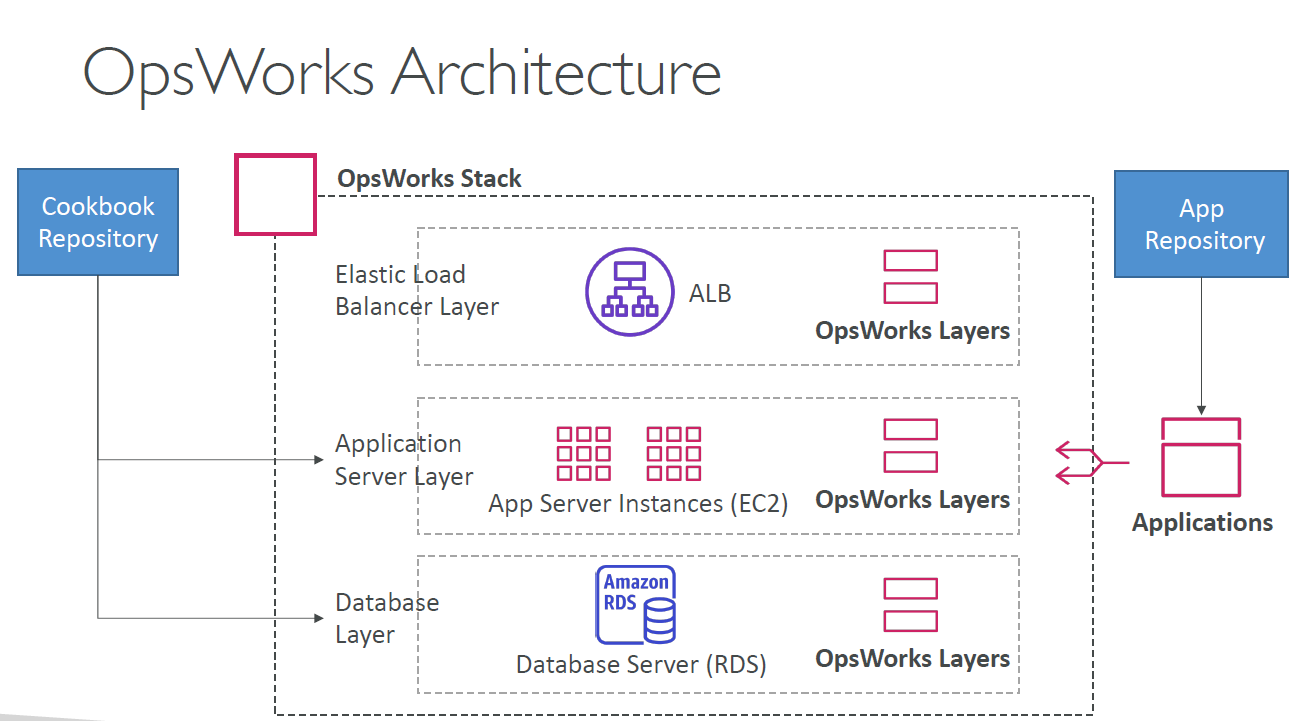 OpsWorks Architecture
Cookbook
Repository
OpsWorks Stack
App
Repository
Elastic Load
Balancer Layer
ALB
OpsWorks Layers
Application
Server Layer
App Server Instances (EC2)
OpsWorks Layers
Applications
Database
Layer
Amazon
RDS
Database Server (RDS)
OpsWorks Layers